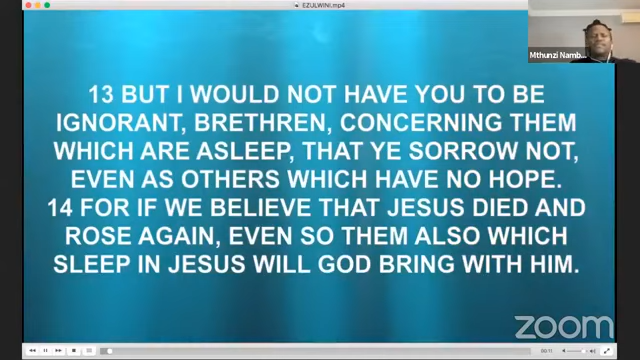 EZULWINI.mp4
Mthunzi Namb...
13 BUT I WOULD NOT HAVE YOU TO BE
IGNORANT, BRETHREN, CONCERNING THEM
WHICH ARE ASLEEP, THAT YE SORROW NOT,
EVEN AS OTHERS WHICH HAVE NO HOPE.
14 FOR IF WE BELIEVE THAT JESUS DIED AND
ROSE AGAIN, EVEN SO THEM ALSO WHICH
SLEEP IN JESUS WILL GOD BRING WITH HIM.
zoom
00:11